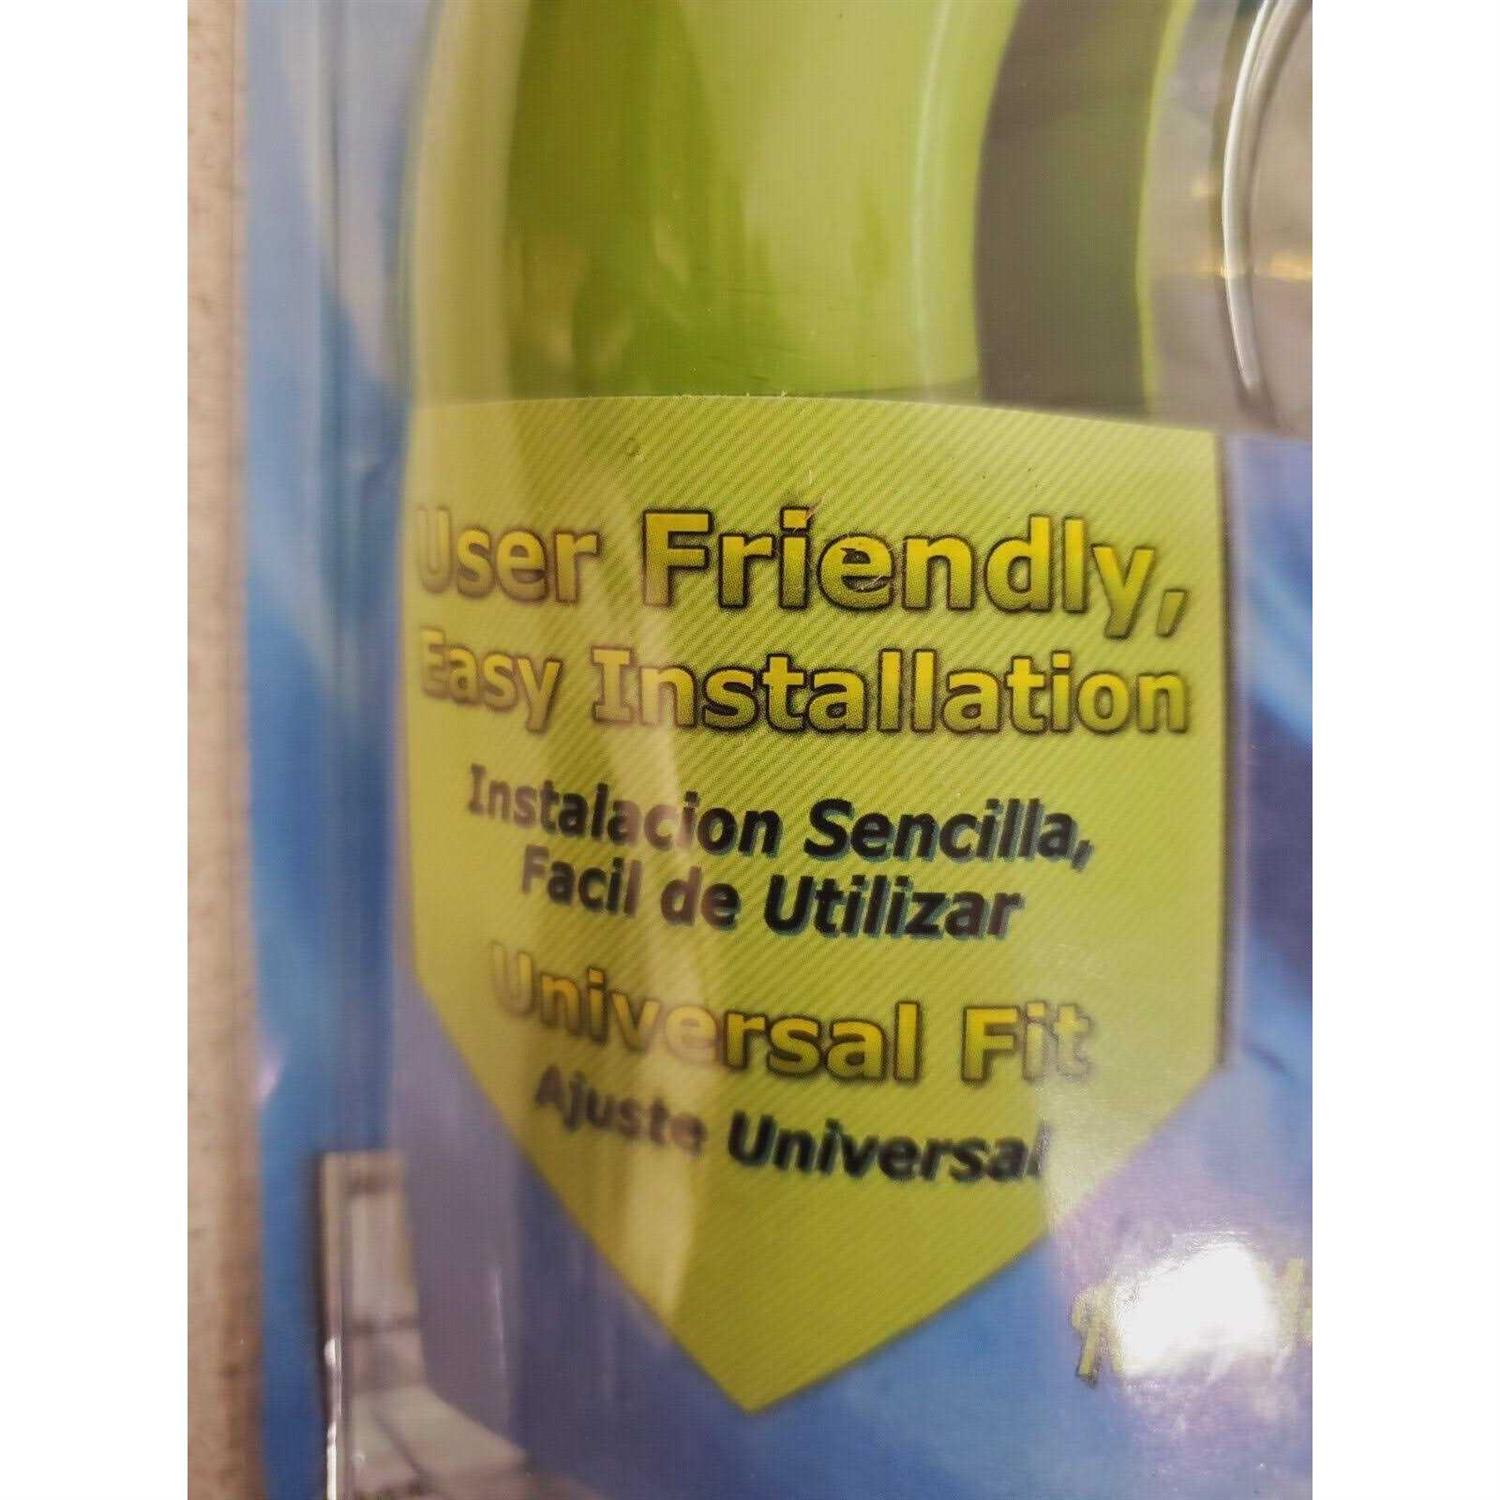 User Friendly,
Easy Installation
Instalacion Sencilla,
Facil de Utilizar
Universal Fit
Ajuste Universal